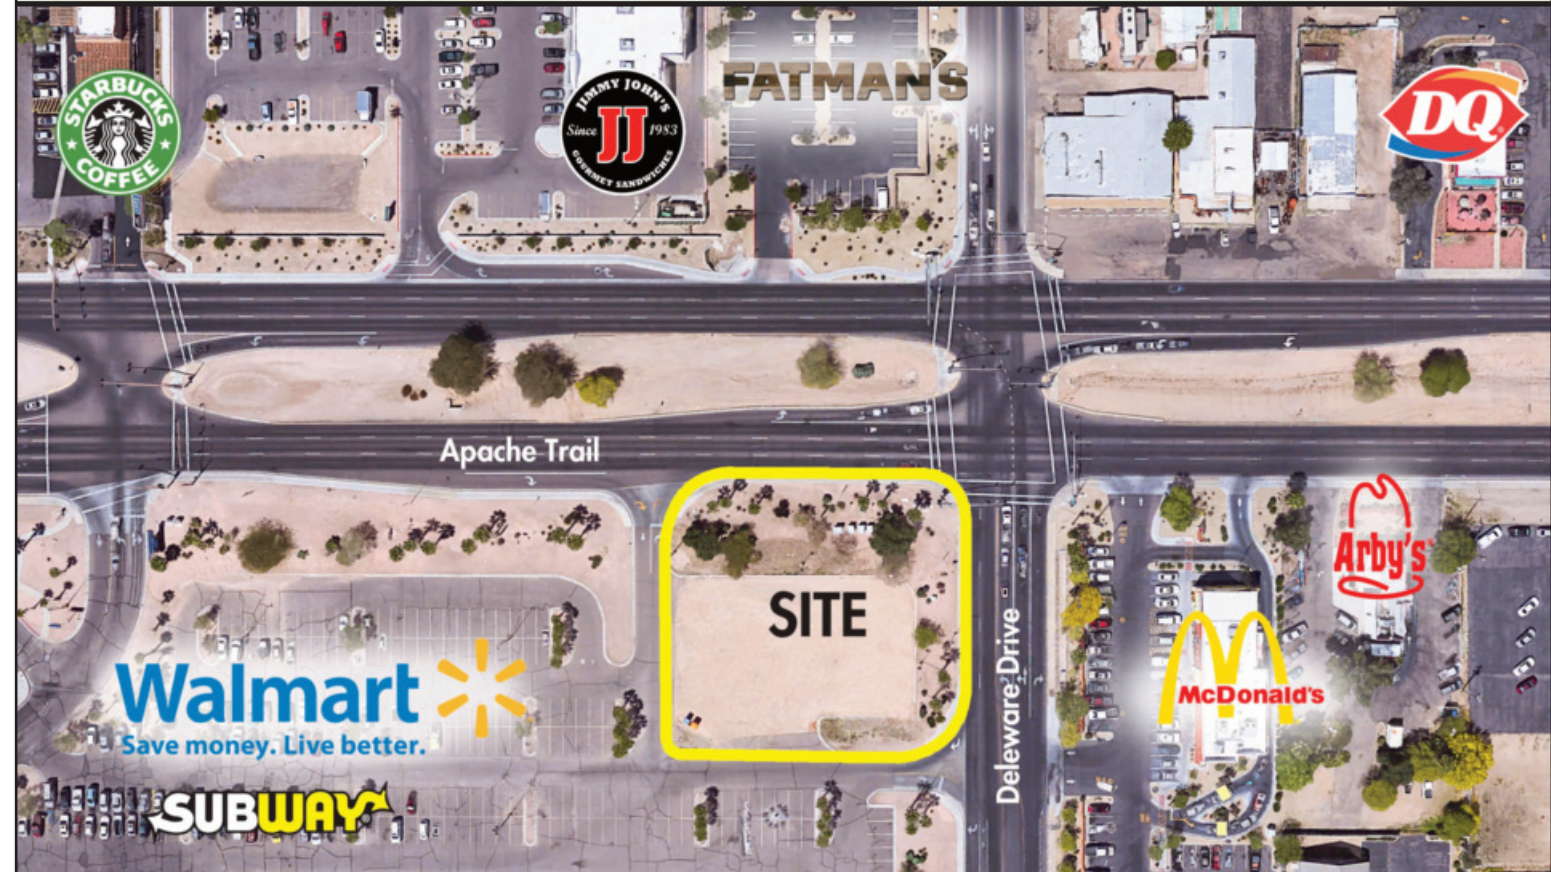 STARBUCKS
COFFEE
JIMMY JOHN'S
Since JJ 1983
GOURMET SANDWICHES
FATMAN'S
DQ
Apache Trail
SITE
Deleware Drive
Arby's
McDonald's
Walmart
Save money. Live better.
SUBWAY